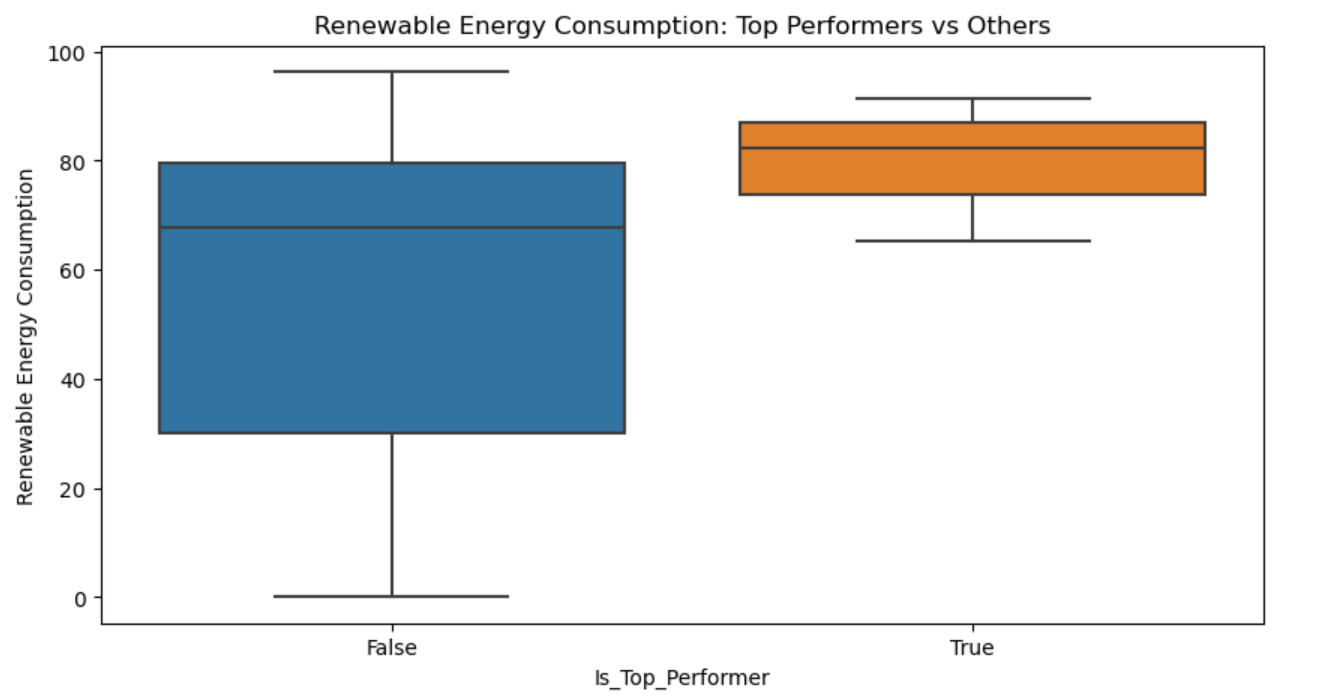 Renewable Energy Consumption: Top Performers vs Others
Renewable Energy Consumption
100
80
60
40
20
0
False
True
Is_Top_Performer